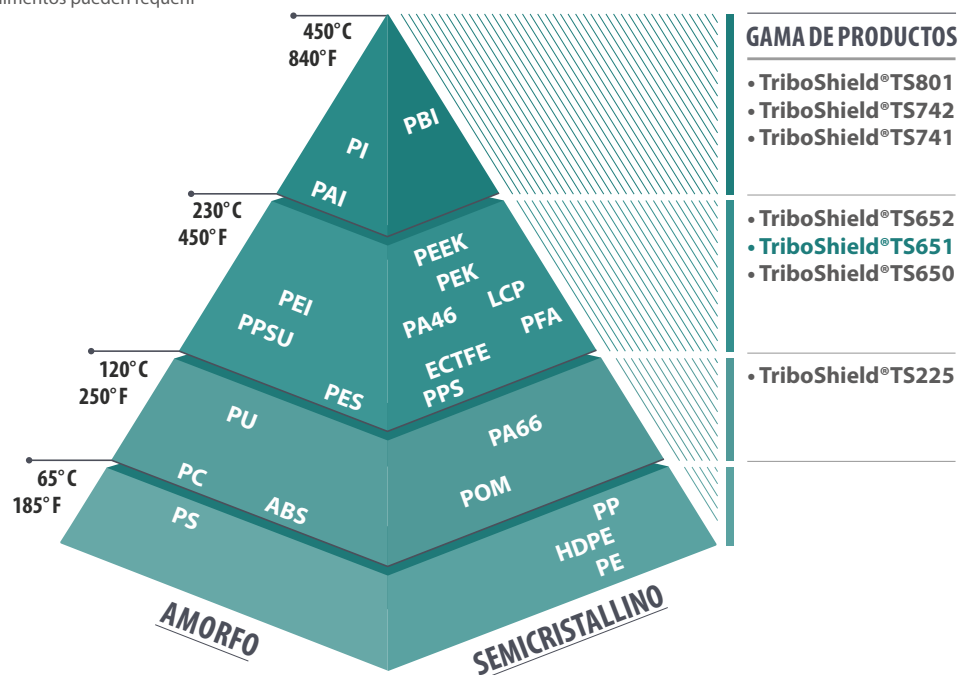 450°C
840°F
GAMA DE PRODUCTOS
• TriboShield®TS801
• TriboShield®TS742
• TriboShield®TS741
PBI
PI
PAI
230°C
450°F
• TriboShield®TS652
• TriboShield®TS651
• TriboShield®TS650
PEEK
PEK
LCP
PEI
PA46
PFA
PPSU
ECTFE
PPS
PES
120°C
250°F
• TriboShield®TS225
PU
PA66
PC
POM
ABS
65°C
185°F
PS
PP
HDPE
PE
AMORFO
SEMICRISTALLINO